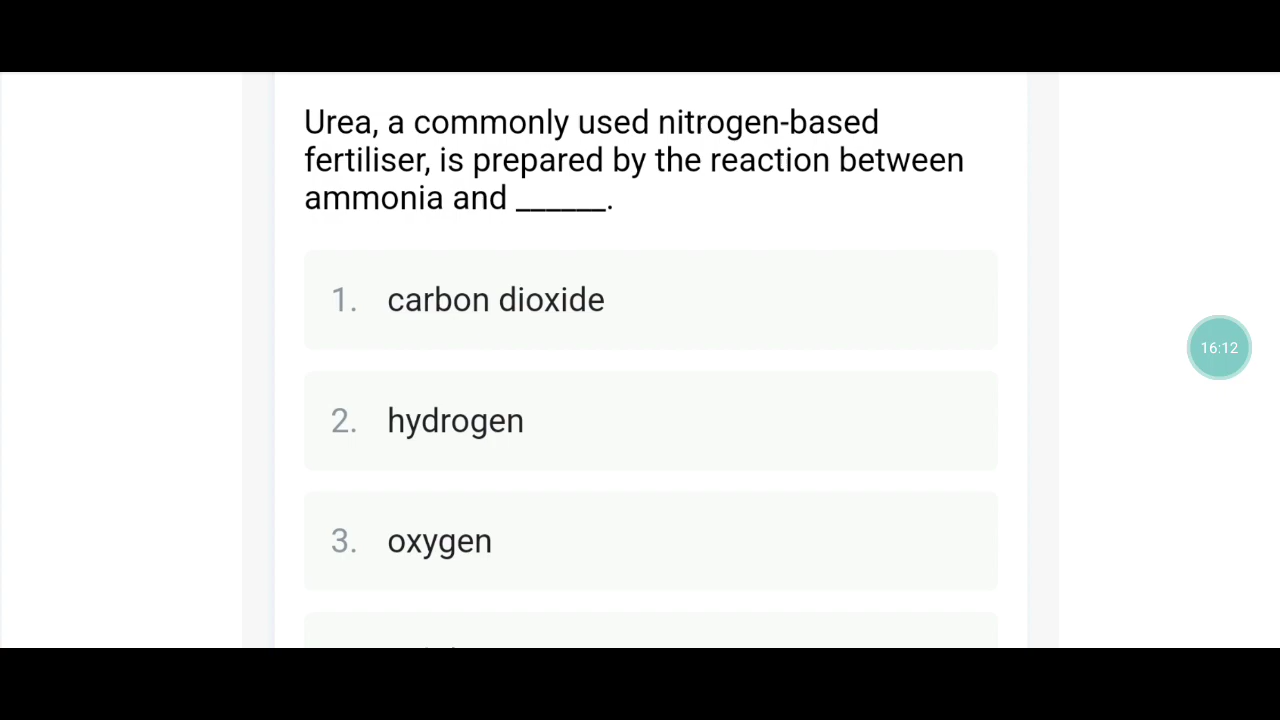 Urea, a commonly used nitrogen-based
fertiliser, is prepared by the reaction between
ammonia and ______.
1. carbon dioxide
2. hydrogen
3. oxygen
16:12